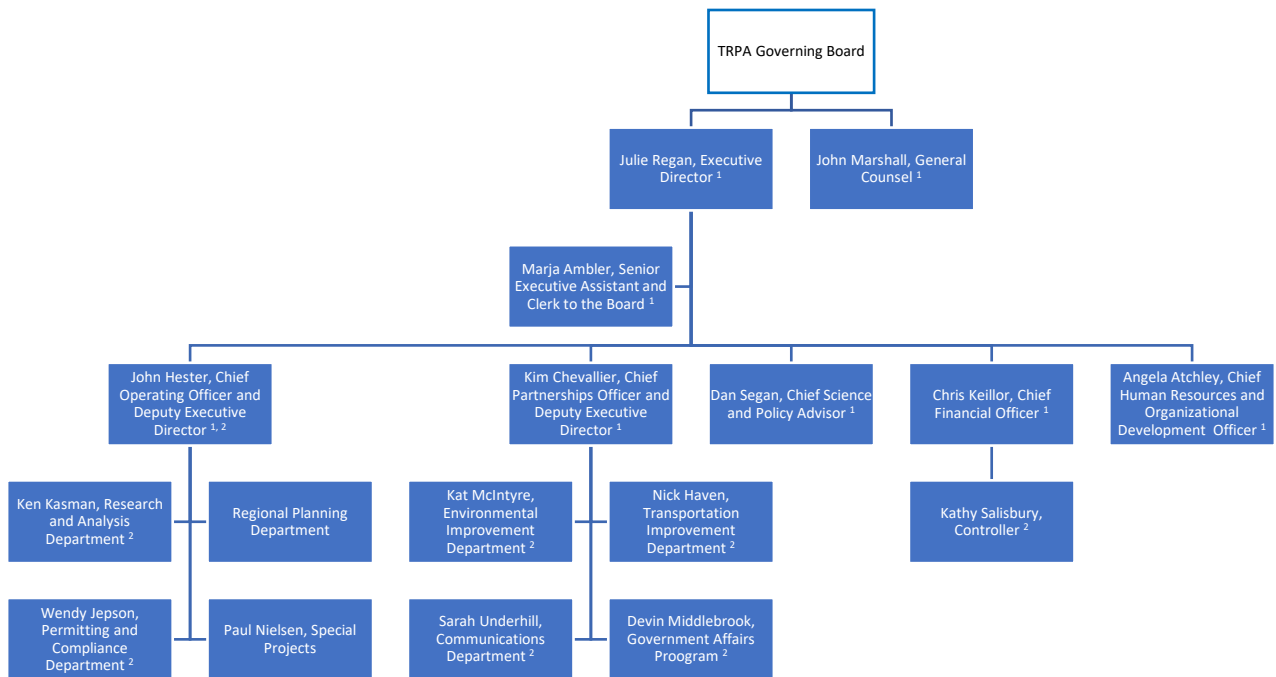 TRPA Governing Board
Julie Regan, Executive
Director ¹
John Marshall, General
Counsel ¹
Marja Ambler, Senior
Executive Assistant and
Clerk to the Board ¹
John Hester, Chief
Operating Officer and
Deputy Executive
Director ¹, ²
Kim Chevallier, Chief
Partnerships Officer and
Deputy Executive
Director ¹
Dan Segan, Chief Science
and Policy Advisor ¹
Chris Keillor, Chief
Financial Officer ¹
Angela Atchley, Chief
Human Resources and
Organizational
Development Officer ¹
Ken Kasman, Research
and Analysis
Department ²
Regional Planning
Department
Kat McIntyre,
Environmental
Improvement
Department ²
Nick Haven,
Transportation
Improvement
Department ²
Kathy Salisbury,
Controller ²
Wendy Jepson,
Permitting and
Compliance
Department ²
Paul Nielsen, Special
Projects
Sarah Underhill,
Communications
Department ²
Devin Middlebrook,
Government Affairs
Proogram ²